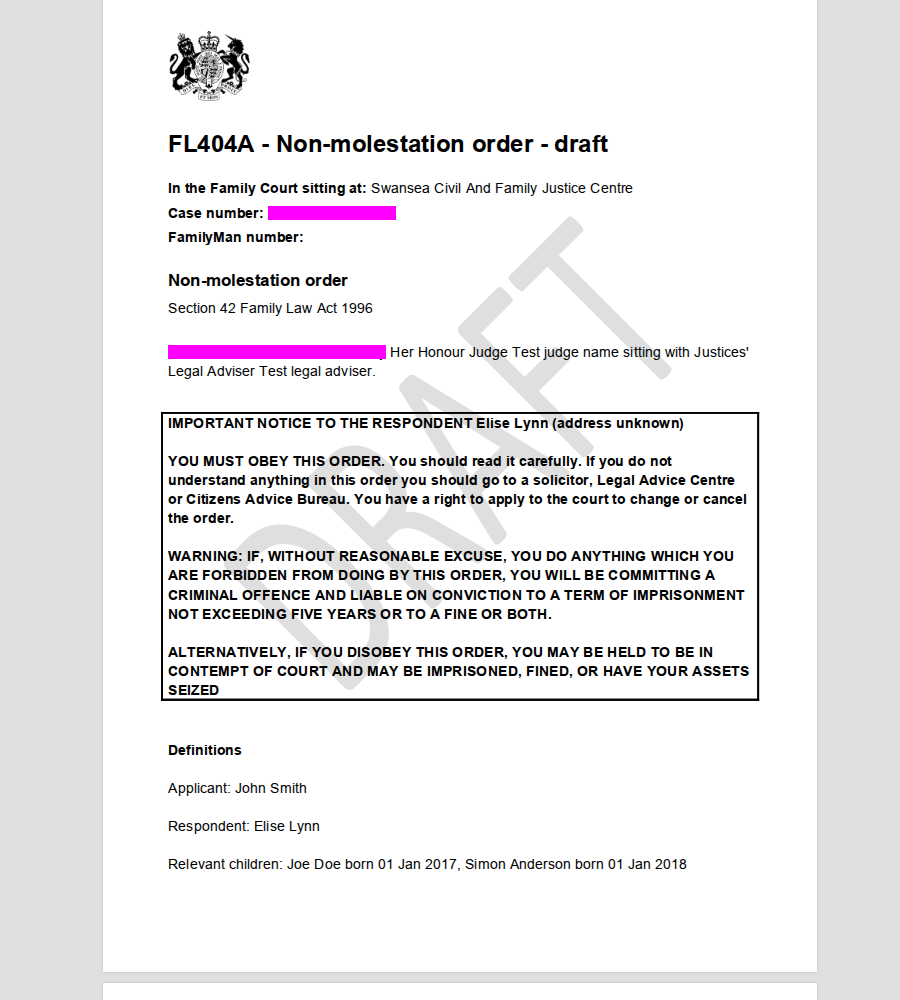 FL404A - Non-molestation order - draft
In the Family Court sitting at: Swansea Civil And Family Justice Centre
Case number:
FamilyMan number:
Non-molestation order
Section 42 Family Law Act 1996
Her Honour Judge Test judge name sitting with Justices'
Legal Adviser Test legal adviser.
IMPORTANT NOTICE TO THE RESPONDENT Elise Lynn (address unknown)
YOU MUST OBEY THIS ORDER. You should read it carefully. If you do not
understand anything in this order you should go to a solicitor, Legal Advice Centre
or Citizens Advice Bureau. You have a right to apply to the court to change or cancel
the order.
WARNING: IF, WITHOUT REASONABLE EXCUSE, YOU DO ANYTHING WHICH YOU
ARE FORBIDDEN FROM DOING BY THIS ORDER, YOU WILL BE COMMITTING A
CRIMINAL OFFENCE AND LIABLE ON CONVICTION TO A TERM OF IMPRISONMENT
NOT EXCEEDING FIVE YEARS OR TO A FINE OR BOTH.
ALTERNATIVELY, IF YOU DISOBEY THIS ORDER, YOU MAY BE HELD TO BE IN
CONTEMPT OF COURT AND MAY BE IMPRISONED, FINED, OR HAVE YOUR ASSETS
SEIZED
DRAFT
Definitions
Applicant: John Smith
Respondent: Elise Lynn
Relevant children: Joe Doe born 01 Jan 2017, Simon Anderson born 01 Jan 2018